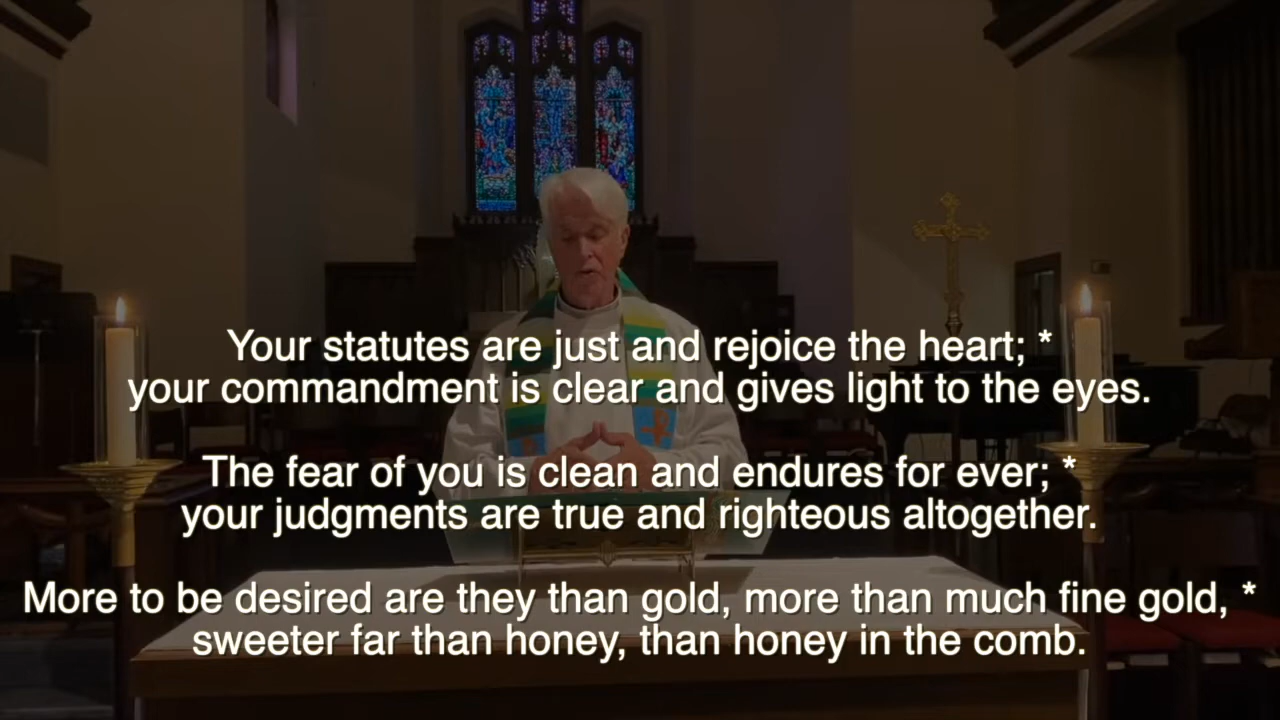 Your statutes are just and rejoice the heart; *
your commandment is clear and gives light to the eyes.
The fear of you is clean and endures for ever; *
your judgments are true and righteous altogether.
More to be desired are they than gold, more than much fine gold, *
sweeter far than honey, than honey in the comb.